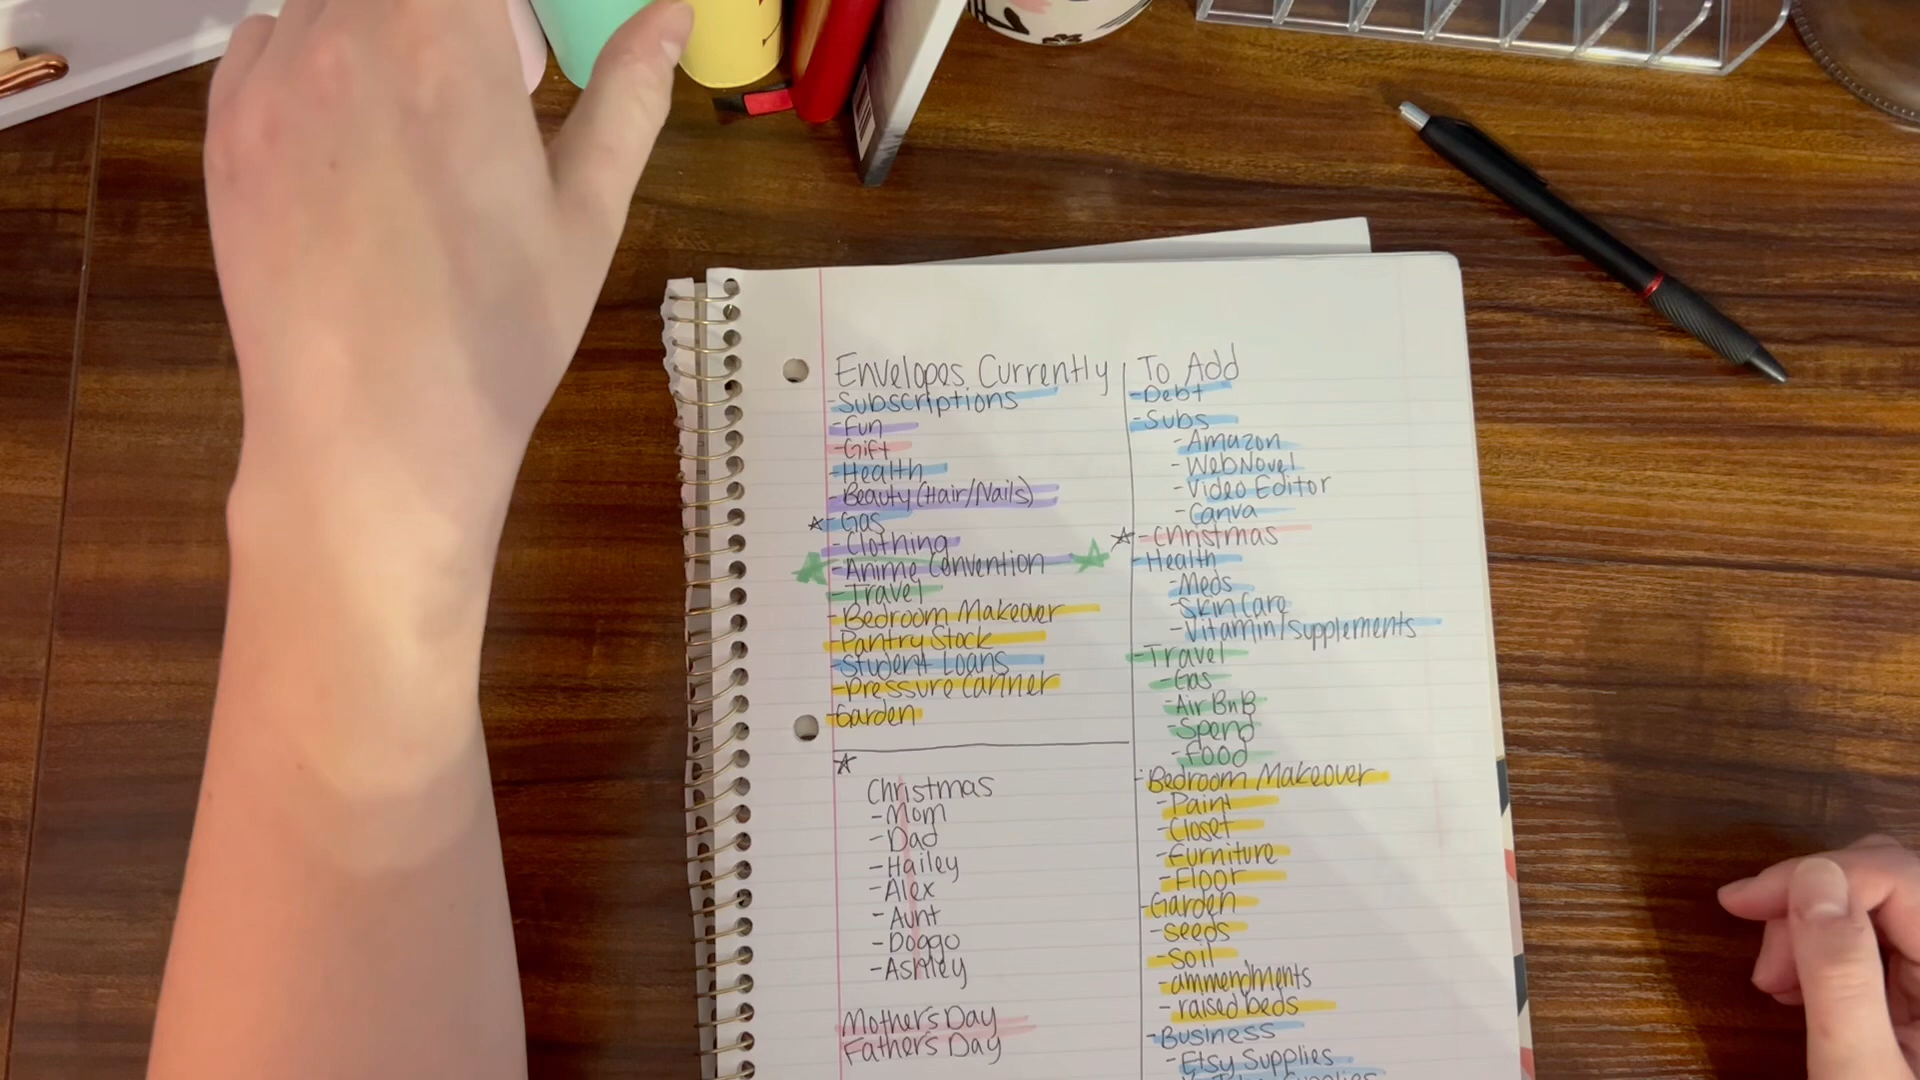 Envelopes Currently
-Subscriptions
-Fun
-Gift
-Health
-Beauty (Hair/Nails)
☆-Gas
-Clothing
★-Anime Convention ★
-Travel
-Bedroom Makeover
-Pantry Stock
-Student Loans
-Pressure Canner
-Garden
☆
Christmas
-Mom
-Dad
-Hailey
-Alex
-Aunt
-Doggo
-Ashley
Mother's Day
Father's Day
To Add
-Debt
-Subs
-Amazon
-WebNovel
-Video Editor
-Canva
☆-Christmas
-Health
-Meds
-Skin Care
-Vitamin/Supplements
-Travel
-Gas
-Air BnB
-Spend
-Food
-Bedroom Makeover
-Paint
-Closet
-Furniture
-Floor
-Garden
-seeds
-soil
-ammendments
-raised beds
-Business
-Etsy Supplies